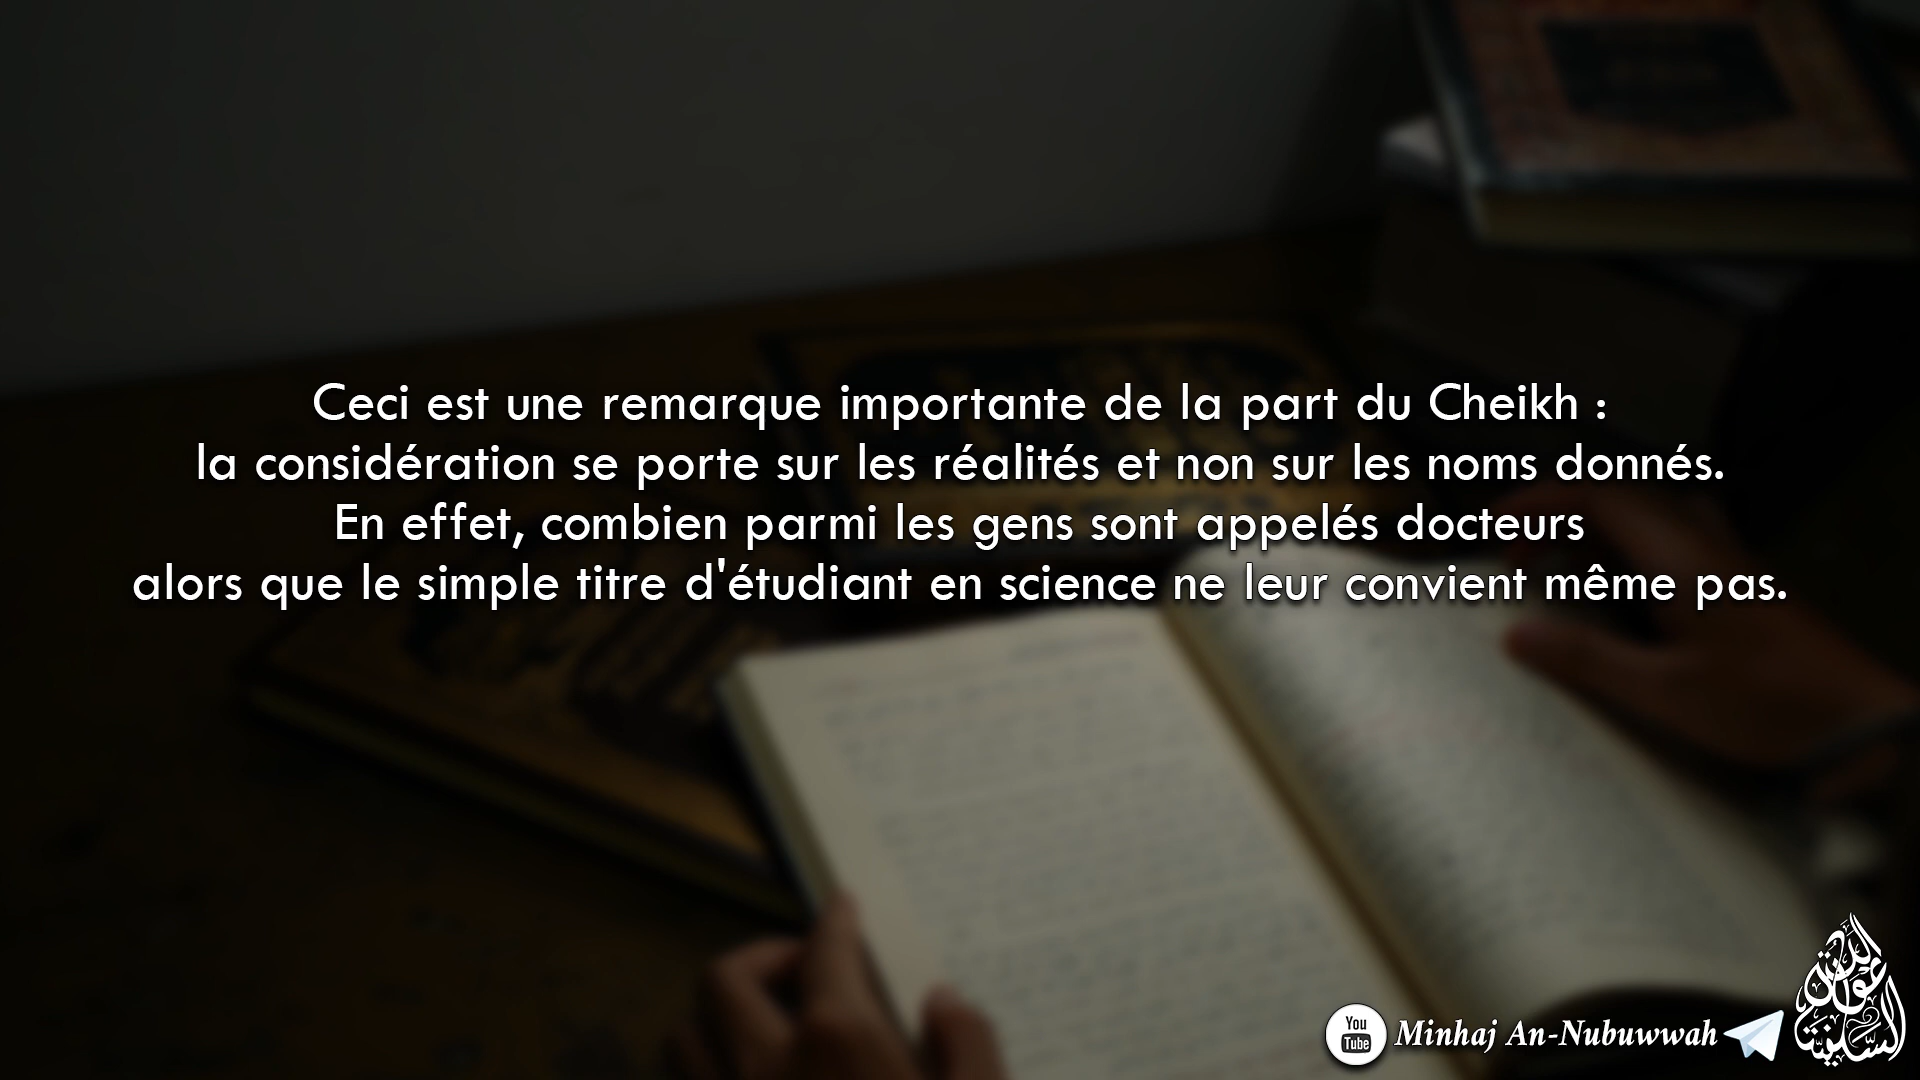 Ceci est une remarque importante de la part du Cheikh :
la considération se porte sur les réalités et non sur les noms donnés.
En effet, combien parmi les gens sont appelés docteurs
alors que le simple titre d'étudiant en science ne leur convient même pas.
You
Tube
Minhaj An-Nubuwwah